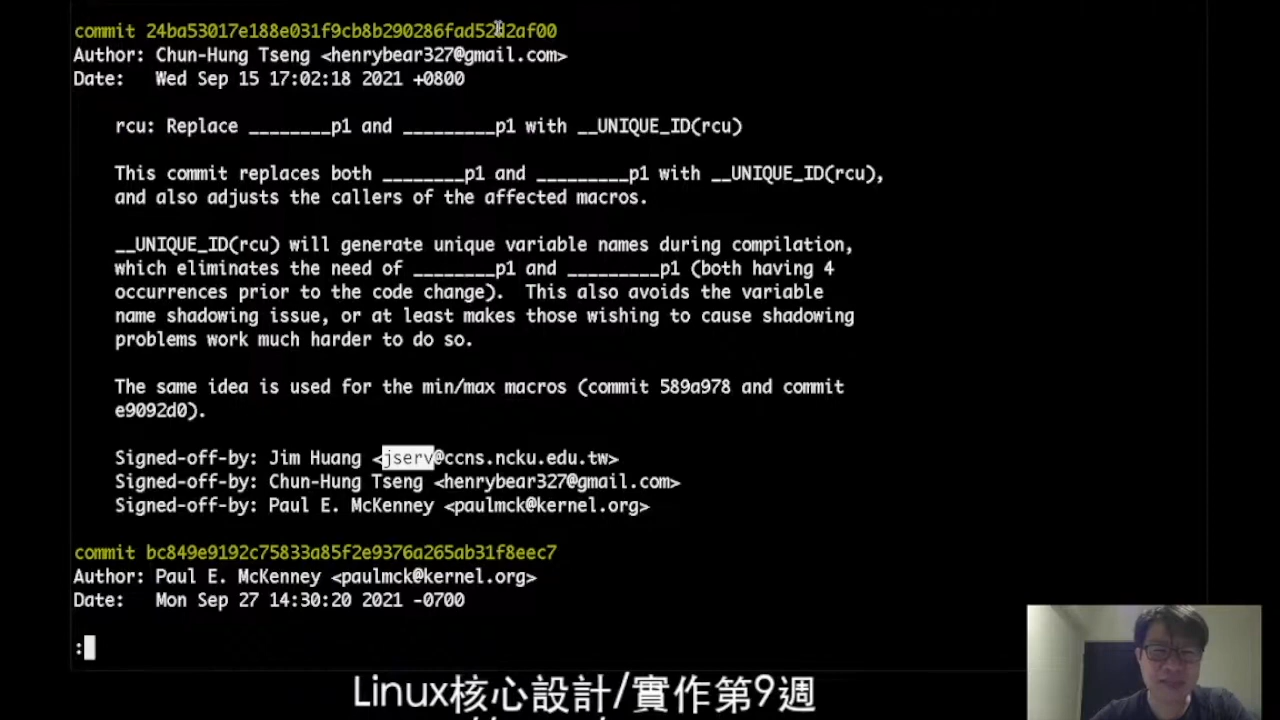 commit 24ba53017e188e031f9cb8b290286fad52d2af00
Author: Chun-Hung Tseng <henrybear327@gmail.com>
Date:   Wed Sep 15 17:02:18 2021 +0800
rcu: Replace ________p1 and _________p1 with __UNIQUE_ID(rcu)
This commit replaces both ________p1 and _________p1 with __UNIQUE_ID(rcu),
and also adjusts the callers of the affected macros.
__UNIQUE_ID(rcu) will generate unique variable names during compilation,
which eliminates the need of ________p1 and _________p1 (both having 4
occurrences prior to the code change).  This also avoids the variable
name shadowing issue, or at least makes those wishing to cause shadowing
problems work much harder to do so.
The same idea is used for the min/max macros (commit 589a978 and commit
e9092d0).
Signed-off-by: Jim Huang <jserv@ccns.ncku.edu.tw>
Signed-off-by: Chun-Hung Tseng <henrybear327@gmail.com>
Signed-off-by: Paul E. McKenney <paulmck@kernel.org>
commit bc849e9192c75833a85f2e9376a265ab31f8eec7
Author: Paul E. McKenney <paulmck@kernel.org>
Date:   Mon Sep 27 14:30:20 2021 -0700
:
Linux核心設計/實作第9週